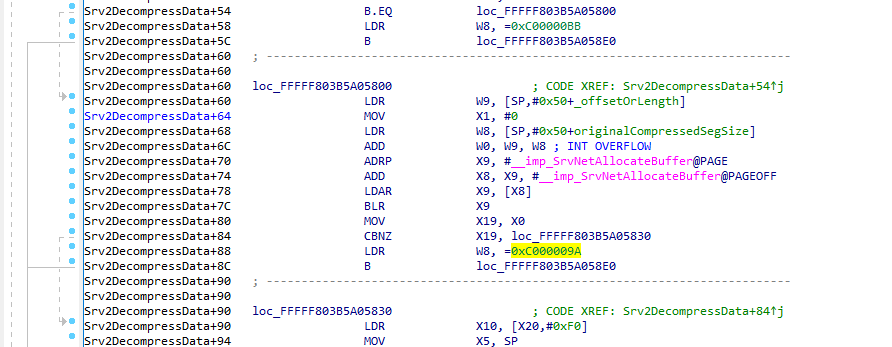 Srv2DecompressData+54 B.EQ loc_FFFFF803B5A05800
Srv2DecompressData+58 LDR W8, =0xC00000BB
Srv2DecompressData+5C B loc_FFFFF803B5A058E0
Srv2DecompressData+60 ; ---------------------------------------------------------------------------
Srv2DecompressData+60
Srv2DecompressData+60 loc_FFFFF803B5A05800 ; CODE XREF: Srv2DecompressData+54↑j
Srv2DecompressData+60 LDR W9, [SP,#0x50+_offsetOrLength]
Srv2DecompressData+64 MOV X1, #0
Srv2DecompressData+68 LDR W8, [SP,#0x50+originalCompressedSegSize]
Srv2DecompressData+6C ADD W0, W9, W8 ; INT OVERFLOW
Srv2DecompressData+70 ADRP X9, #__imp_SrvNetAllocateBuffer@PAGE
Srv2DecompressData+74 ADD X8, X9, #__imp_SrvNetAllocateBuffer@PAGEOFF
Srv2DecompressData+78 LDAR X9, [X8]
Srv2DecompressData+7C BLR X9
Srv2DecompressData+80 MOV X19, X0
Srv2DecompressData+84 CBNZ X19, loc_FFFFF803B5A05830
Srv2DecompressData+88 LDR W8, =0xC000009A
Srv2DecompressData+8C B loc_FFFFF803B5A058E0
Srv2DecompressData+90 ; ---------------------------------------------------------------------------
Srv2DecompressData+90
Srv2DecompressData+90 loc_FFFFF803B5A05830 ; CODE XREF: Srv2DecompressData+84↑j
Srv2DecompressData+90 LDR X10, [X20,#0xF0]
Srv2DecompressData+94 MOV X5, SP